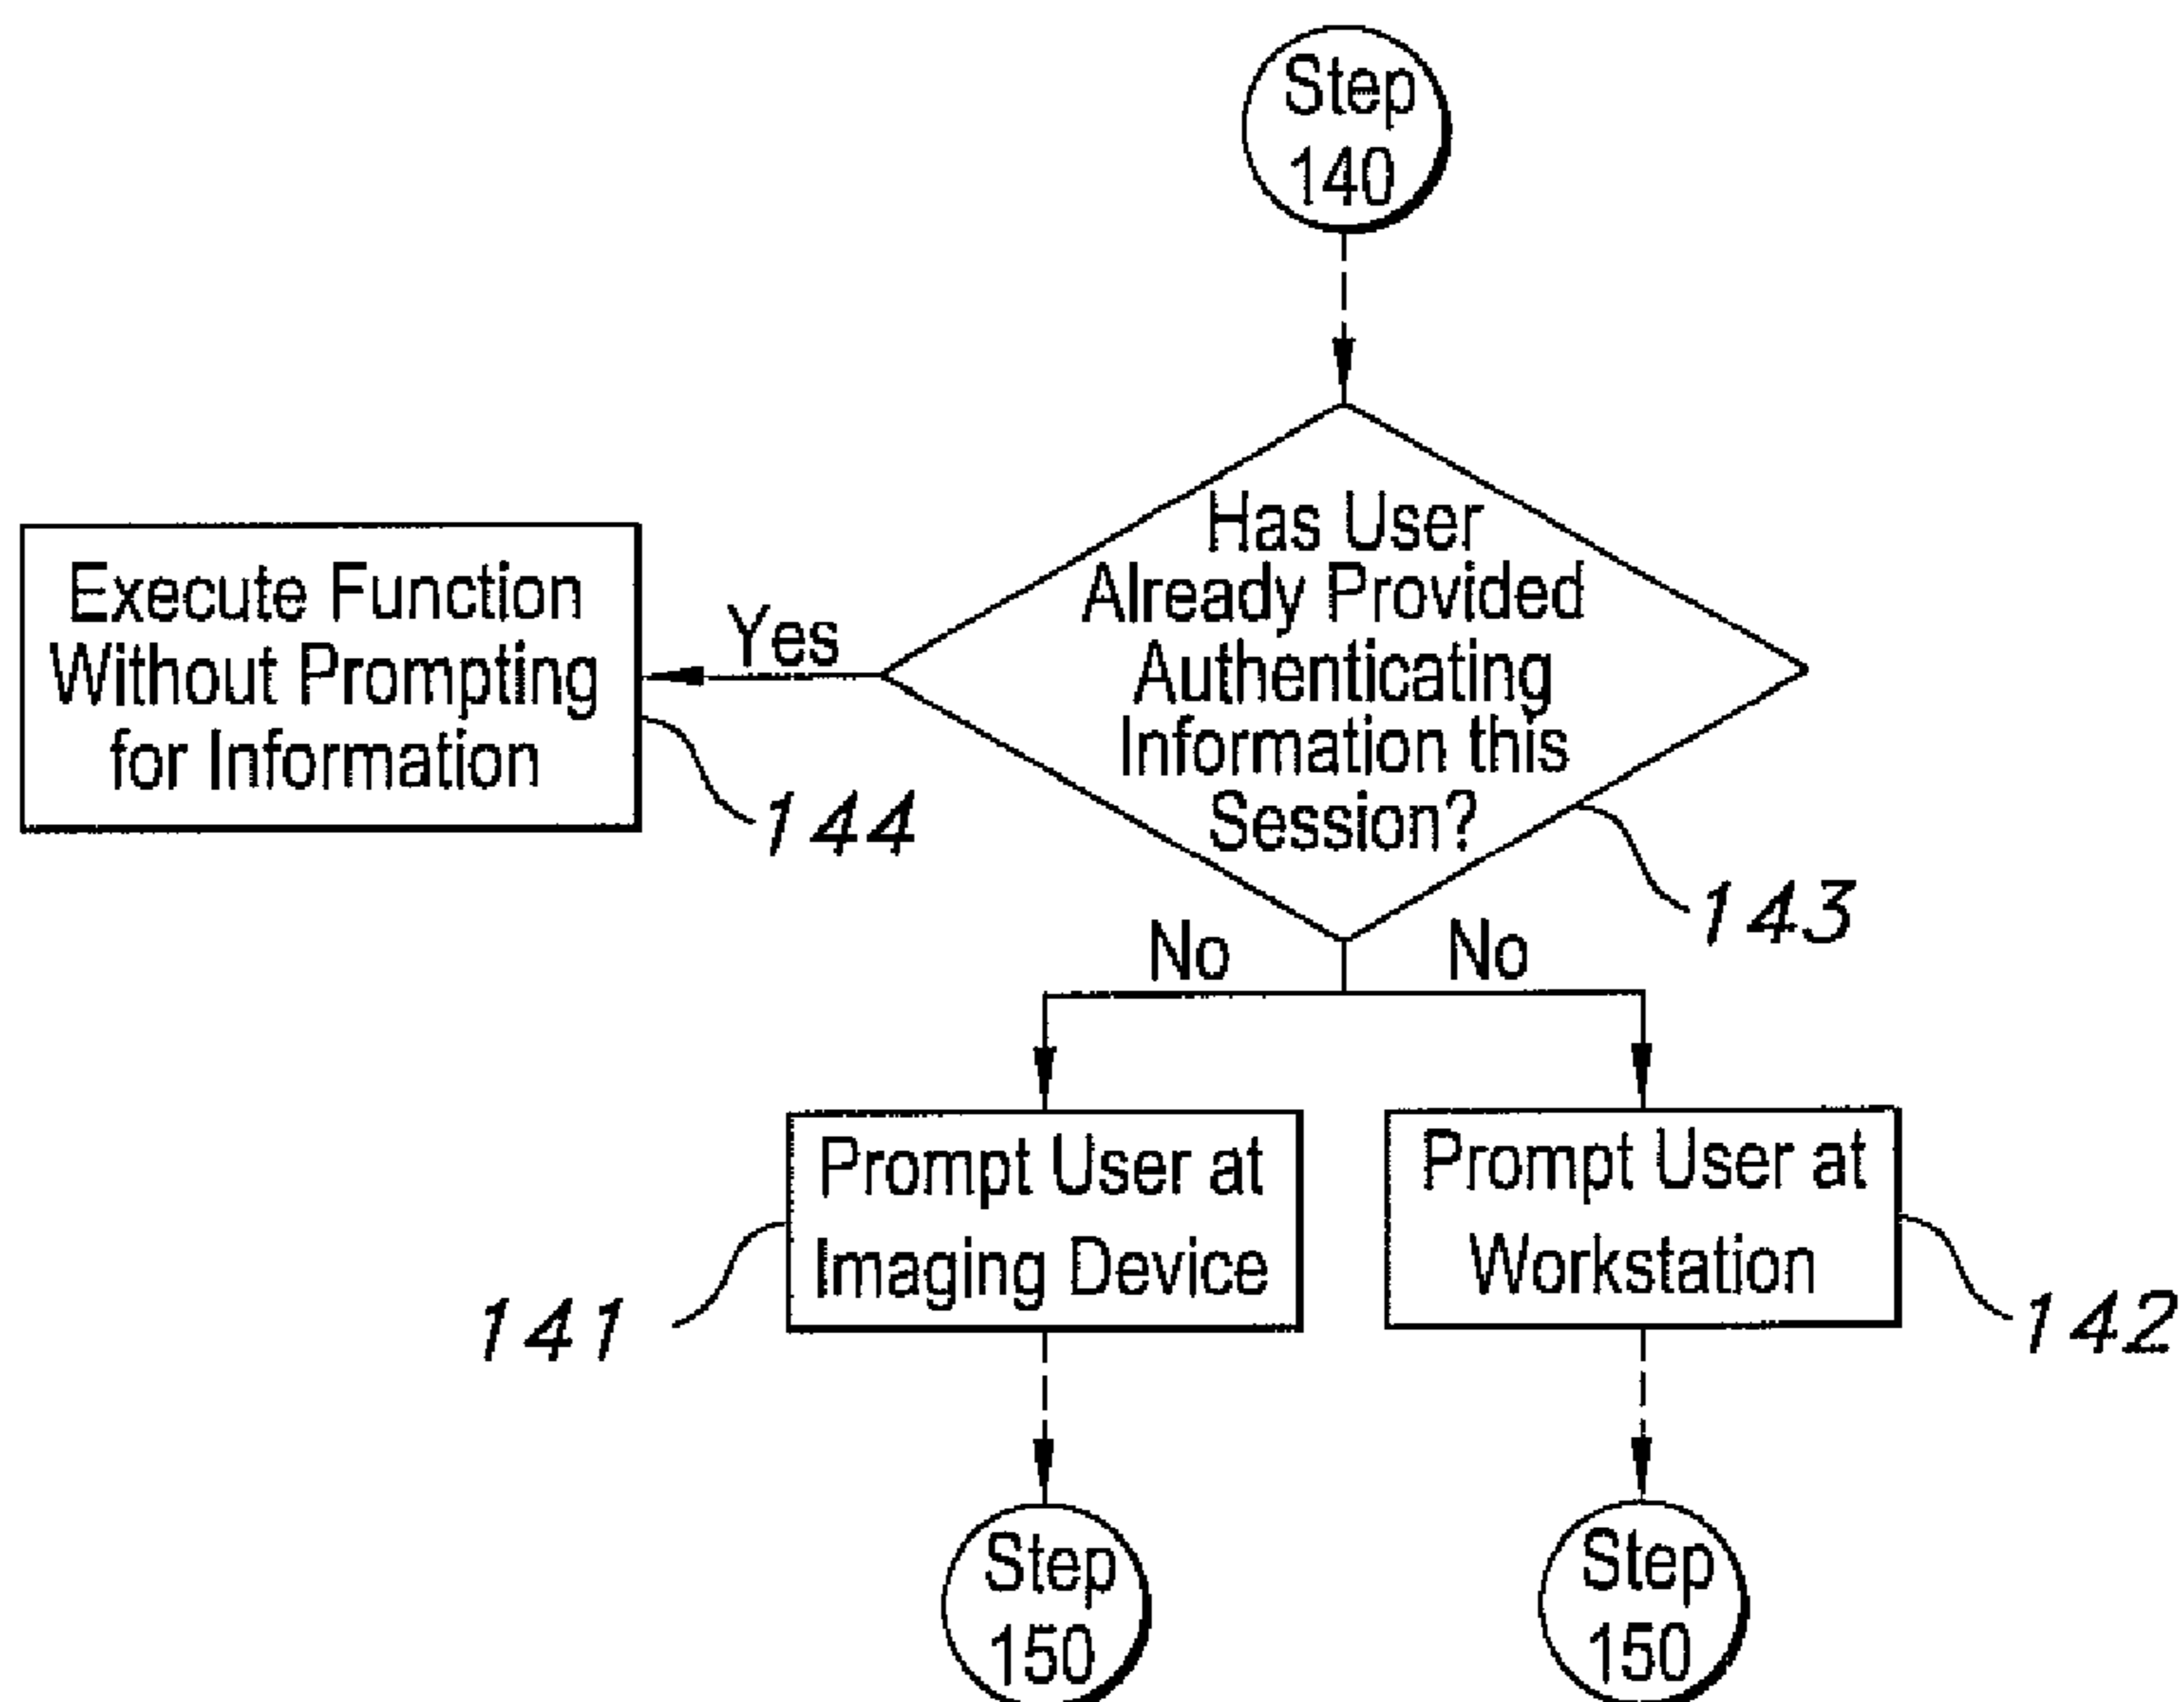 Step
140
Has User
Already Provided
Authenticating
Information this
Session?
143
Yes
Execute Function
Without Prompting
for Information
144
No
No
Prompt User at
Imaging Device
141
Prompt User at
Workstation
142
Step
150
Step
150